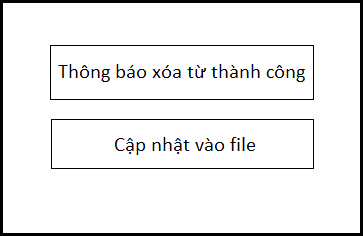 Thông báo xóa từ thành công
Cập nhật vào file